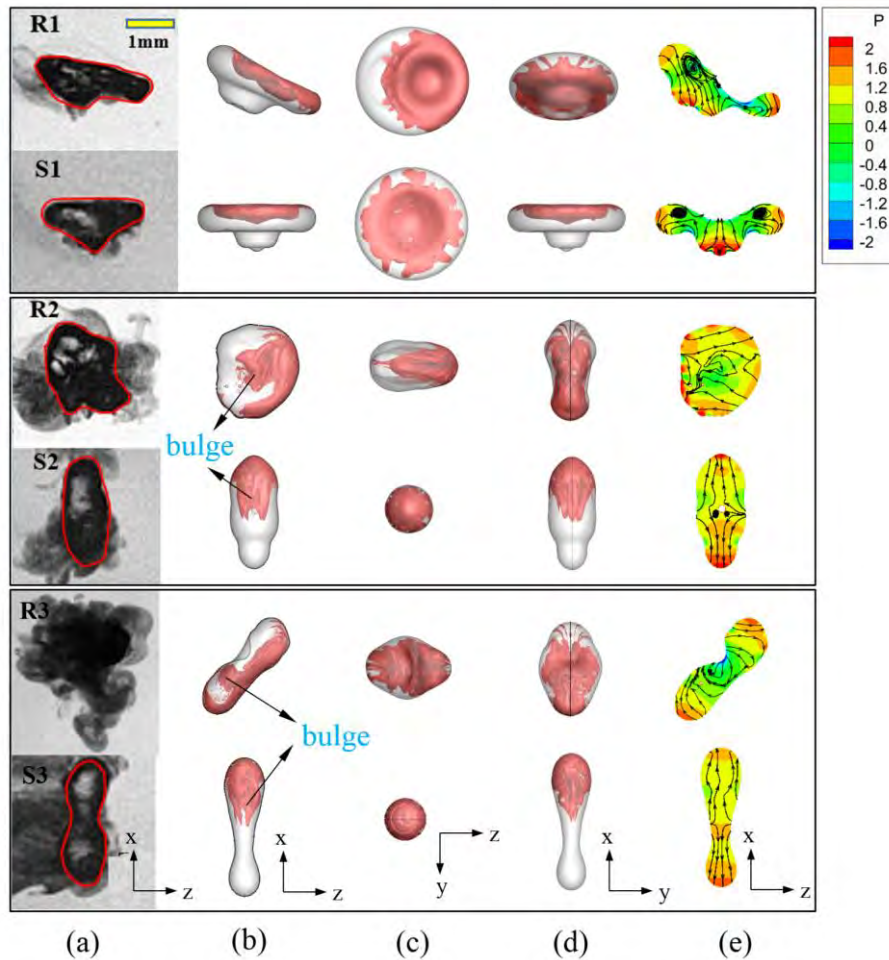 R1
1mm
S1
P
2
1.6
1.2
0.8
0.4
0
-0.4
-0.8
-1.2
-1.6
-2
R2
bulge
S2
R3
bulge
S3
x
z
x
z
z
y
x
y
x
z
(a) (b) (c) (d) (e)